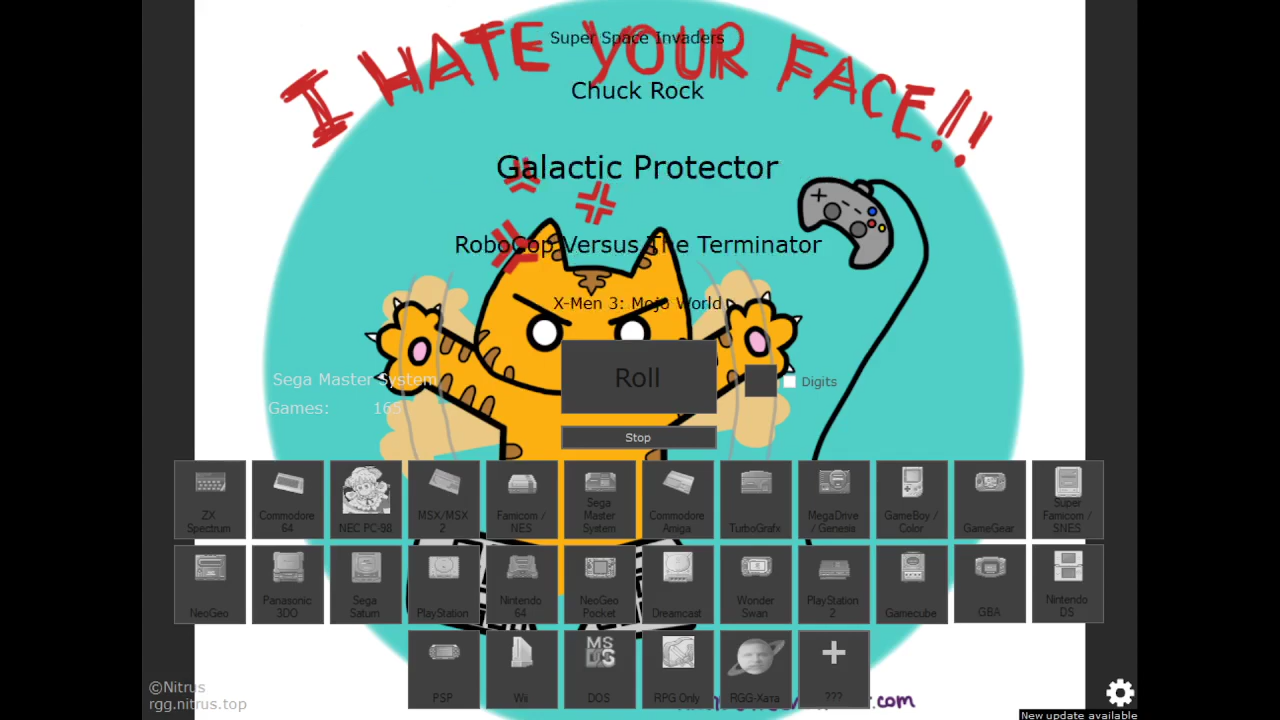 I HATE YOUR FACE!!
Super Space Invaders
Chuck Rock
Galactic Protector
RoboCop Versus The Terminator
X-Men 3: Mojo World
Sega Master System
Games: 165
Roll
Digits
Stop
ZX Spectrum
Commodore 64
NEC PC-98
MSX/MSX 2
Famicom / NES
Sega Master System
Commodore Amiga
TurboGrafx
MegaDrive / Genesis
GameBoy / Color
GameGear
Super Famicom / SNES
NeoGeo
Panasonic 3DO
Sega Saturn
PlayStation
Nintendo 64
NeoGeo Pocket
Dreamcast
Wonder Swan
PlayStation 2
Gamecube
GBA
Nintendo DS
PSP
Wii
MS DOS
DOS
RPG Only
RGG-Хата
???
©Nitrus
rgg.nitrus.top
.com
New update available